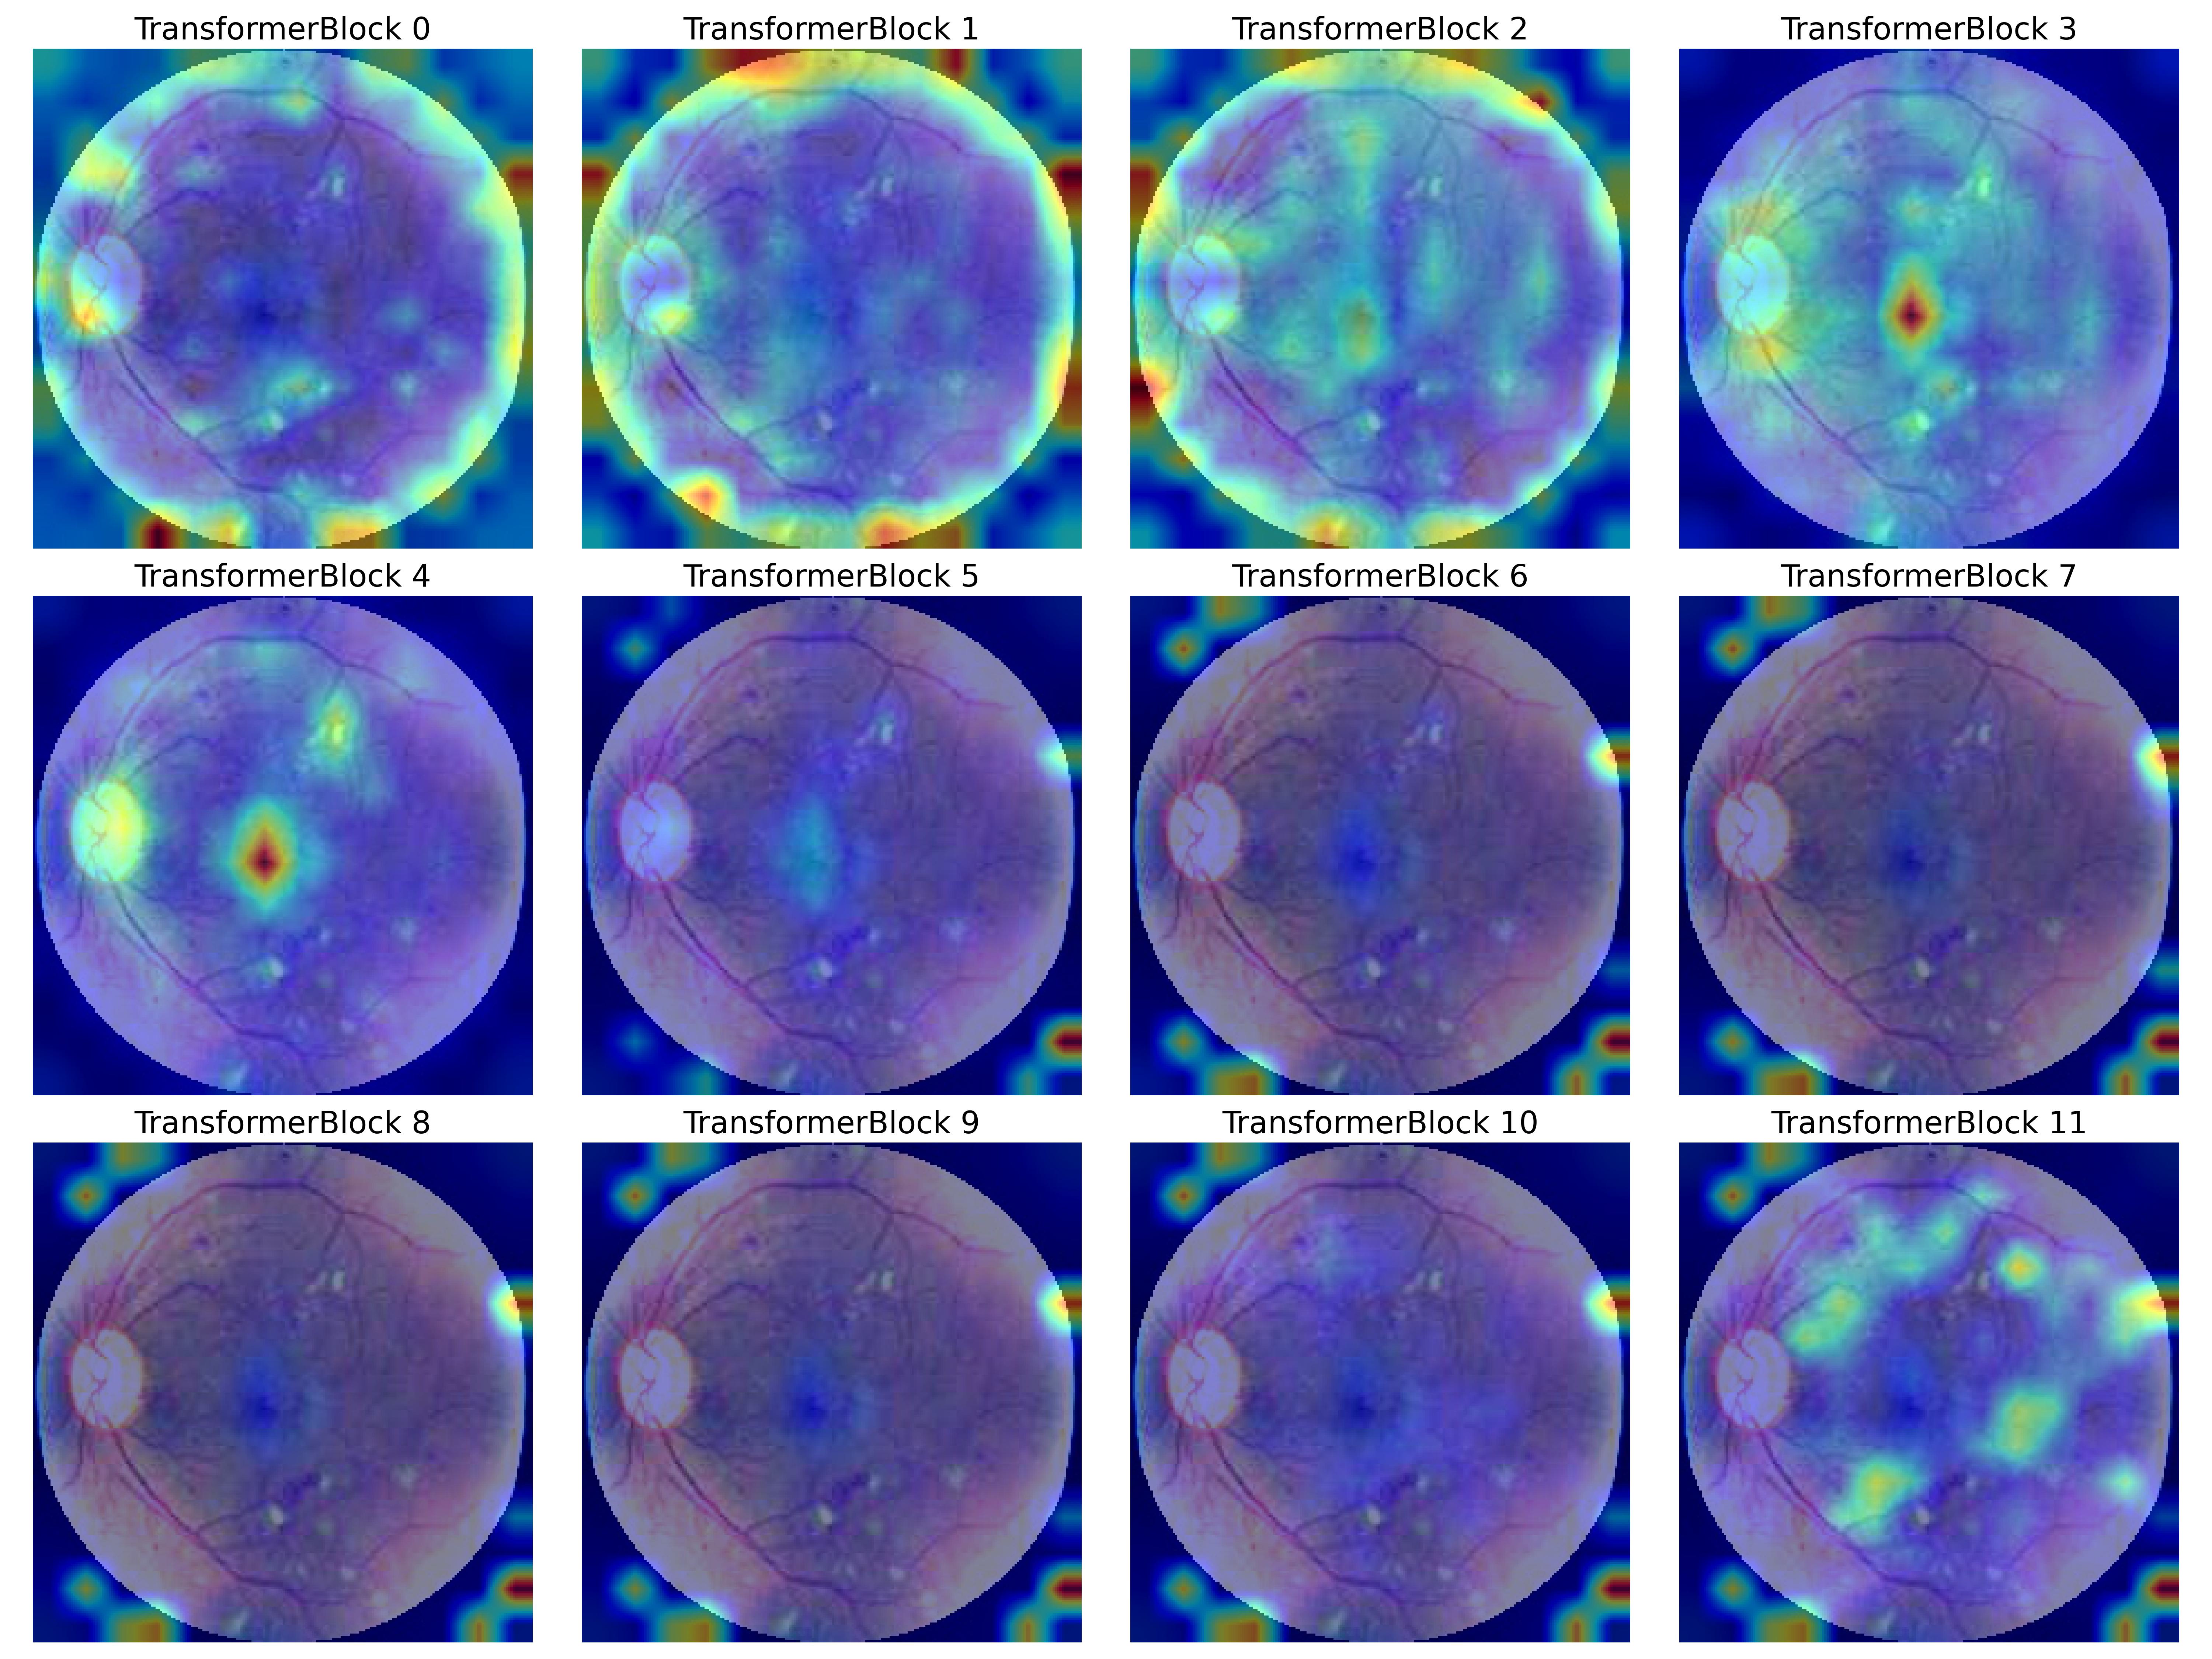 TransformerBlock 0
TransformerBlock 1
TransformerBlock 2
TransformerBlock 3
TransformerBlock 4
TransformerBlock 5
TransformerBlock 6
TransformerBlock 7
TransformerBlock 8
TransformerBlock 9
TransformerBlock 10
TransformerBlock 11